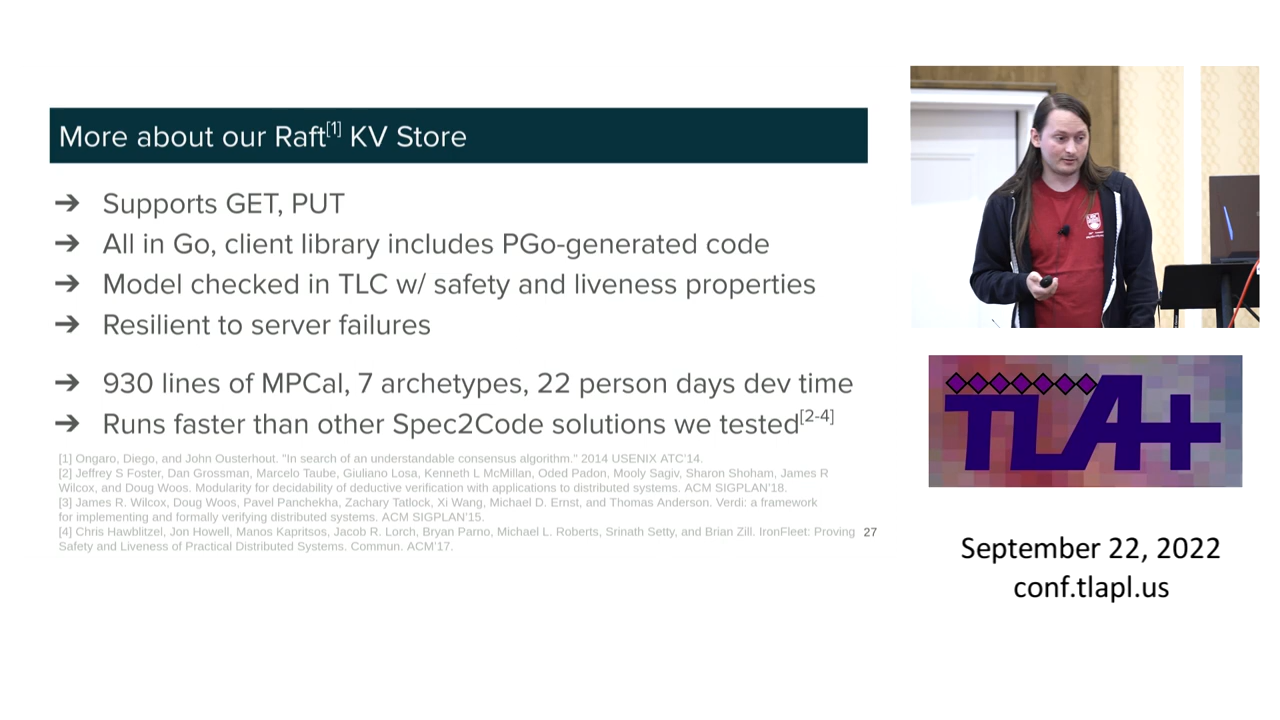 More about our Raft[1] KV Store
➔ Supports GET, PUT
➔ All in Go, client library includes PGo-generated code
➔ Model checked in TLC w/ safety and liveness properties
➔ Resilient to server failures
➔ 930 lines of MPCal, 7 archetypes, 22 person days dev time
➔ Runs faster than other Spec2Code solutions we tested[2-4]
[1] Ongaro, Diego, and John Ousterhout. "In search of an understandable consensus algorithm." 2014 USENIX ATC'14.
[2] Jeffrey S Foster, Dan Grossman, Marcelo Taube, Giuliano Losa, Kenneth L McMillan, Oded Padon, Mooly Sagiv, Sharon Shoham, James R
Wilcox, and Doug Woos. Modularity for decidability of deductive verification with applications to distributed systems. ACM SIGPLAN'18.
[3] James R. Wilcox, Doug Woos, Pavel Panchekha, Zachary Tatlock, Xi Wang, Michael D. Ernst, and Thomas Anderson. Verdi: a framework
for implementing and formally verifying distributed systems. ACM SIGPLAN'15.
[4] Chris Hawblitzel, Jon Howell, Manos Kapritsos, Jacob R. Lorch, Bryan Parno, Michael L. Roberts, Srinath Setty, and Brian Zill. IronFleet: Proving
Safety and Liveness of Practical Distributed Systems. Commun. ACM'17.
27
TLA+
September 22, 2022
conf.tlapl.us